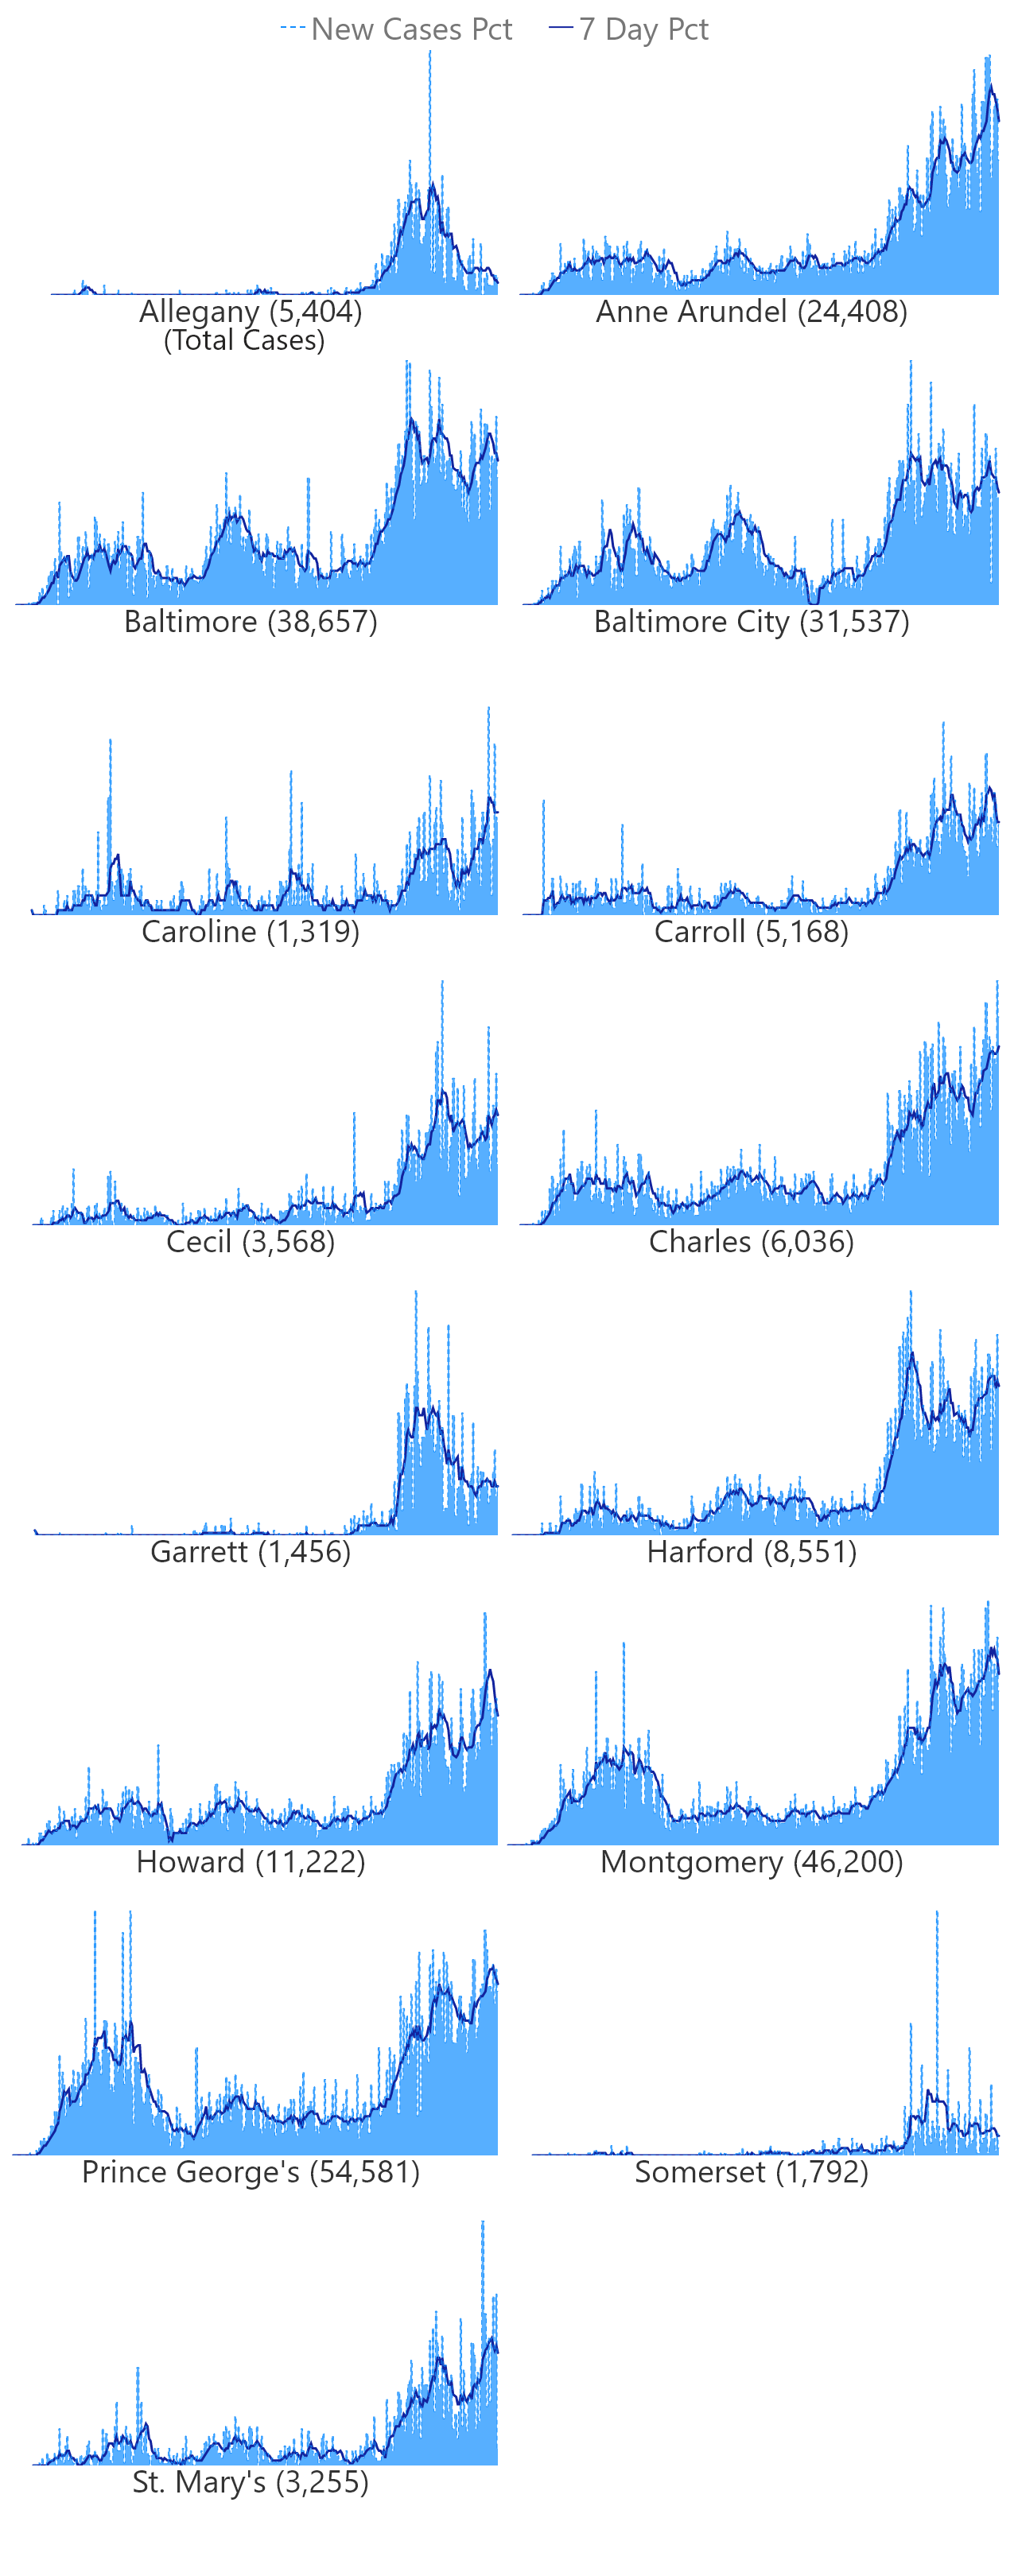 New Cases Pct 7 Day Pct
Allegany (5,404) Anne Arundel (24,408)
(Total Cases)
Baltimore (38,657) Baltimore City (31,537)
Caroline (1,319) Carroll (5,168)
Cecil (3,568) Charles (6,036)
Garrett (1,456) Harford (8,551)
Howard (11,222) Montgomery (46,200)
Prince George's (54,581) Somerset (1,792)
St. Mary's (3,255)